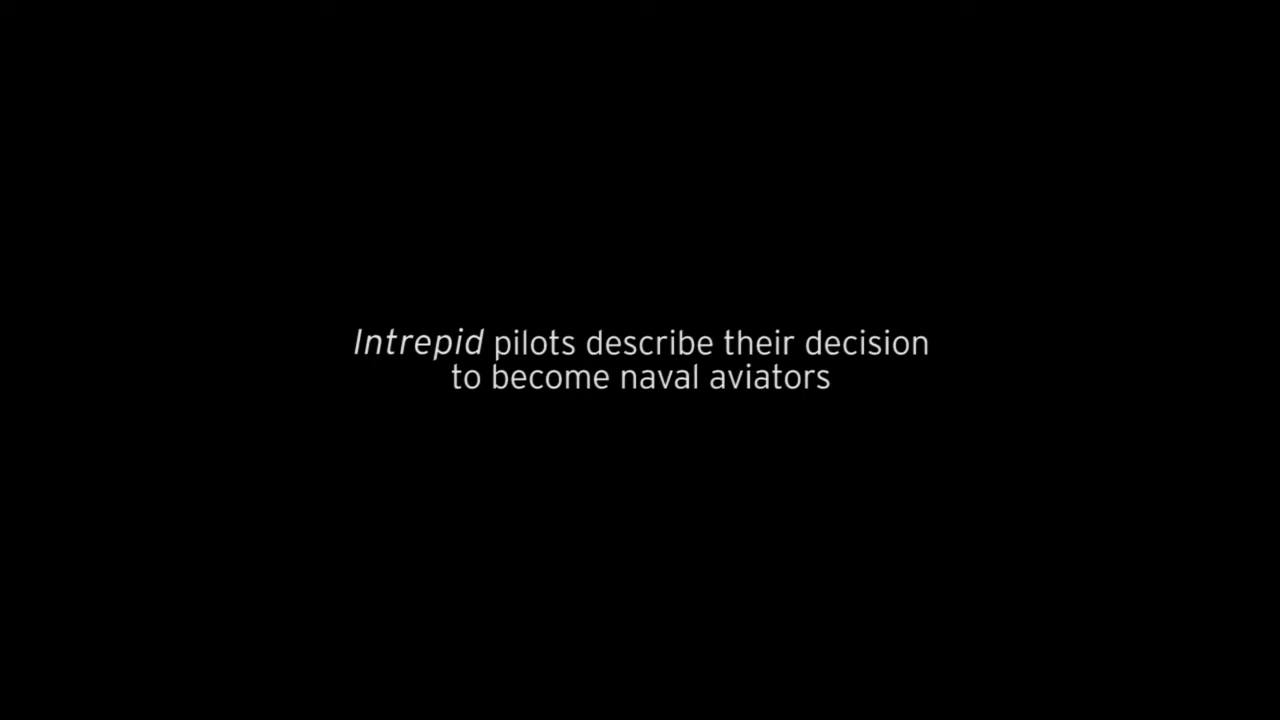 Intrepid pilots describe their decision
to become naval aviators